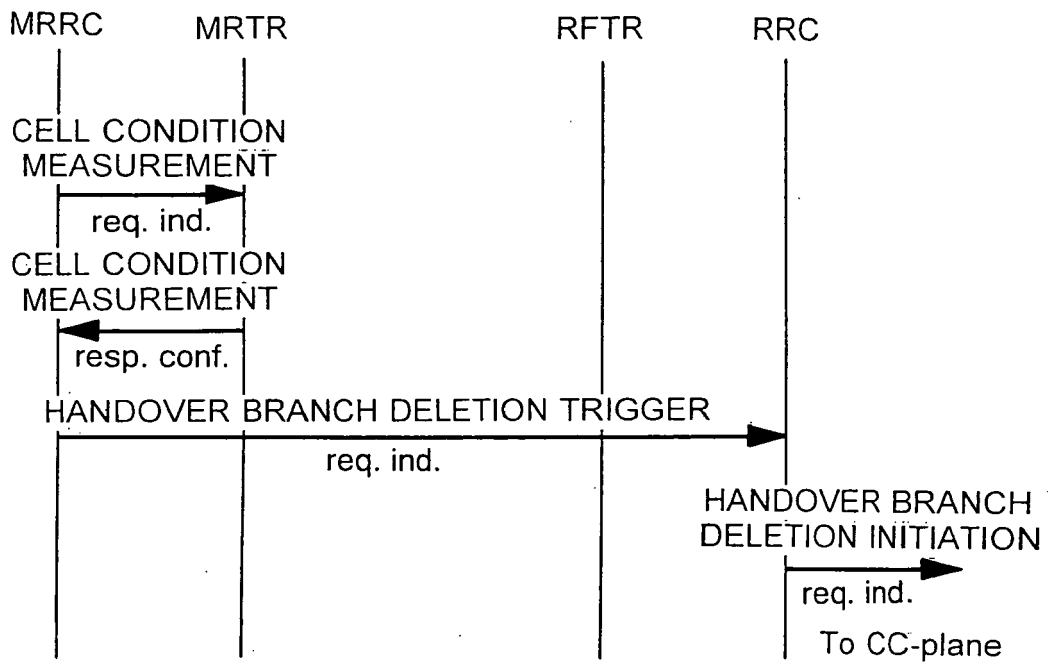 MRRC MRTR RFTR RRC
CELL CONDITION
MEASUREMENT
req. ind.
CELL CONDITION
MEASUREMENT
resp. conf.
HANDOVER BRANCH DELETION TRIGGER
req. ind.
HANDOVER BRANCH
DELETION INITIATION
req. ind.
To CC-plane